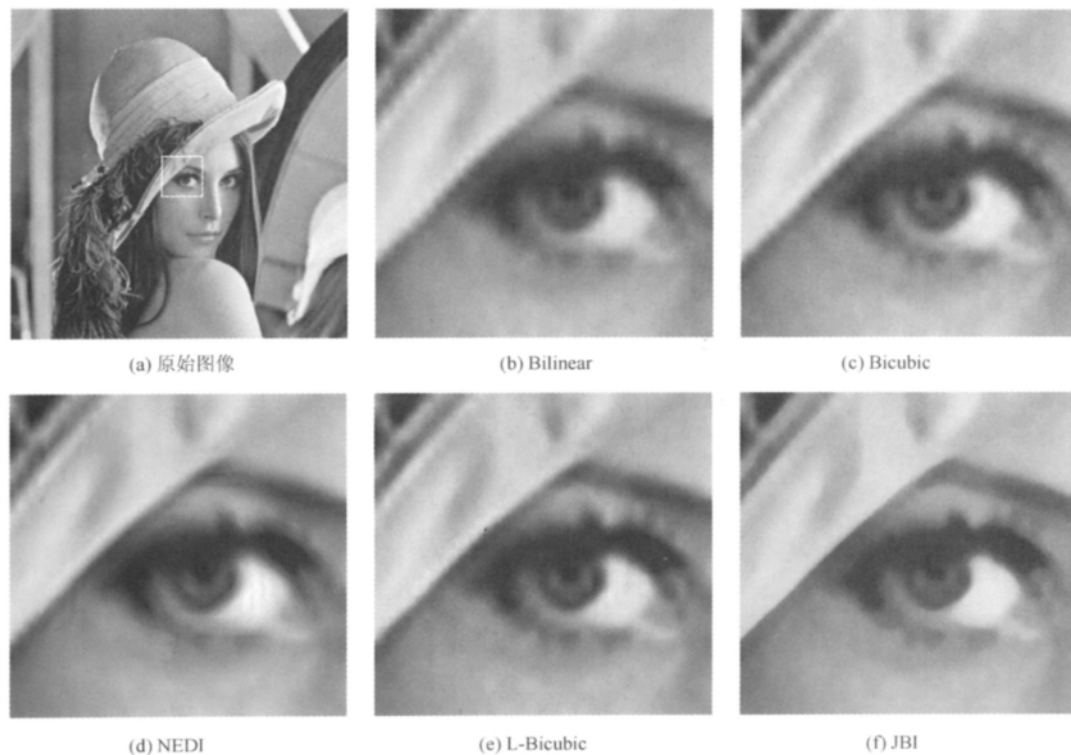 (a) 原始图像
(b) Bilinear
(c) Bicubic
(d) NEDI
(e) L-Bicubic
(f) JBI